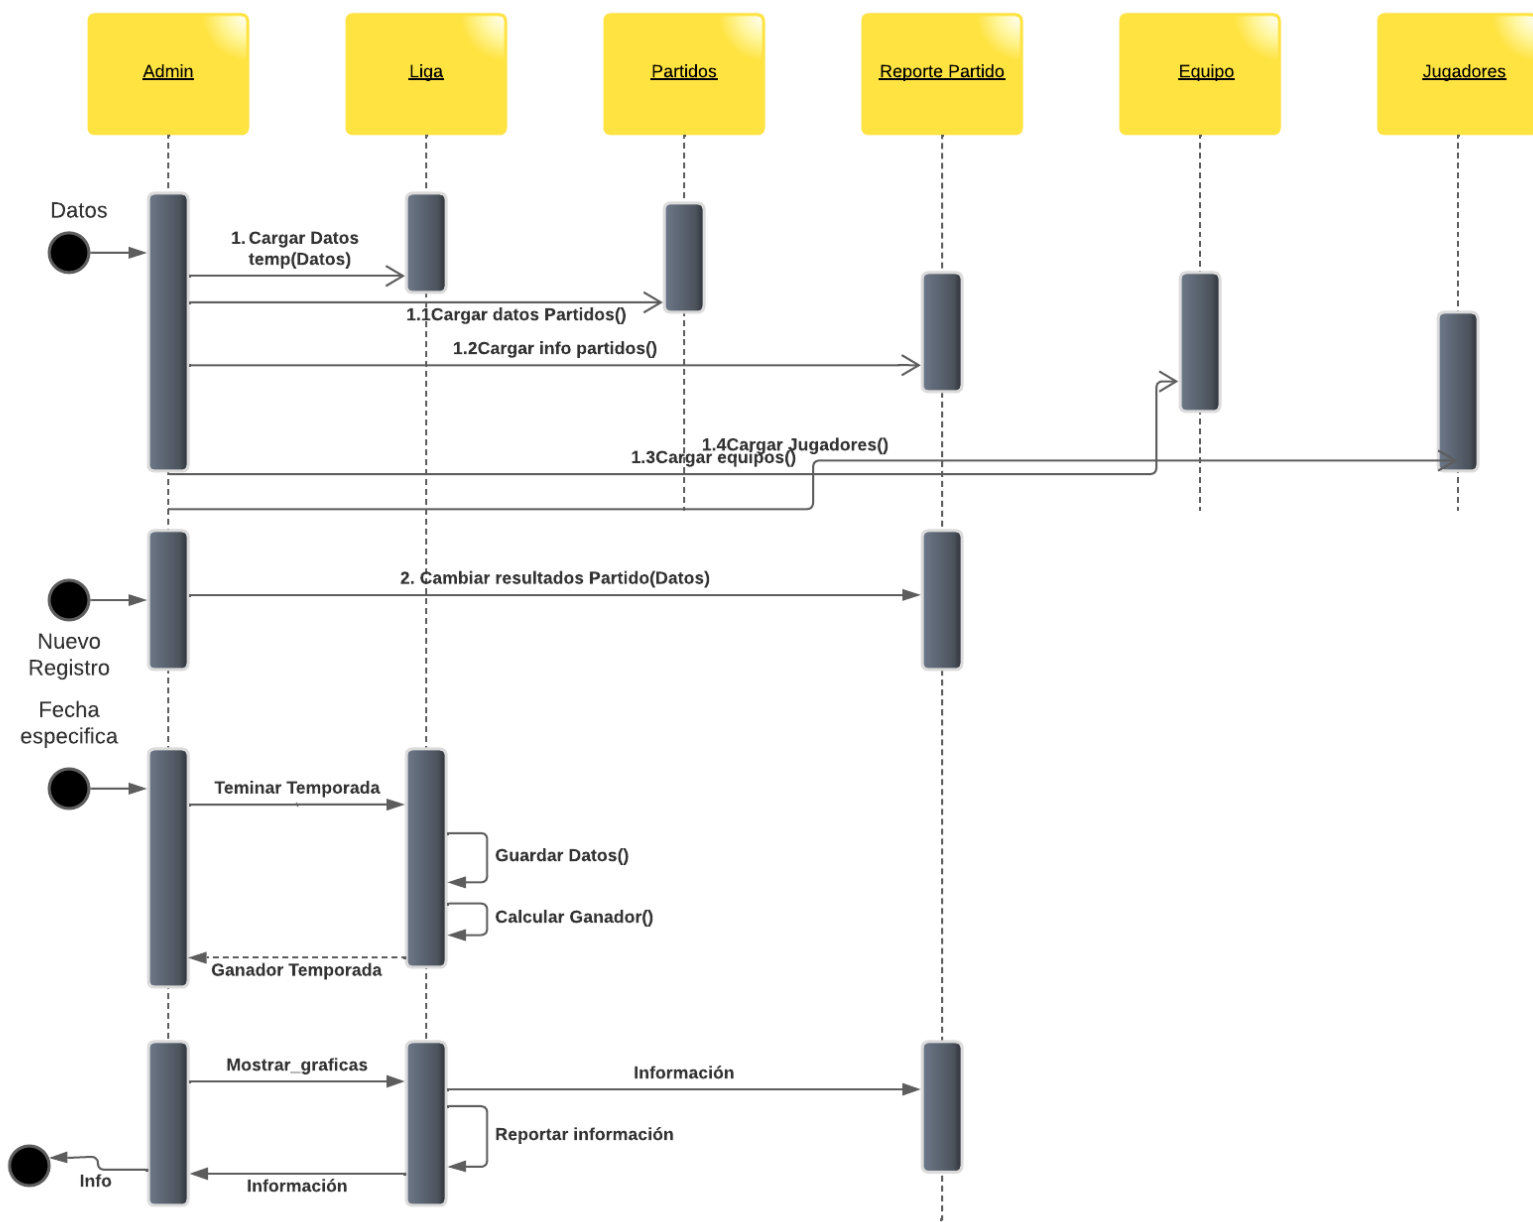 Admin
Liga
Partidos
Reporte Partido
Equipo
Jugadores
Datos
1. Cargar Datos
temp(Datos)
1.1Cargar datos Partidos()
1.2Cargar info partidos()
1.4Cargar Jugadores()
1.3Cargar equipos()
2. Cambiar resultados Partido(Datos)
Nuevo
Registro
Fecha
especifica
Teminar Temporada
Guardar Datos()
Calcular Ganador()
Ganador Temporada
Mostrar_graficas
Información
Reportar información
Info
Información